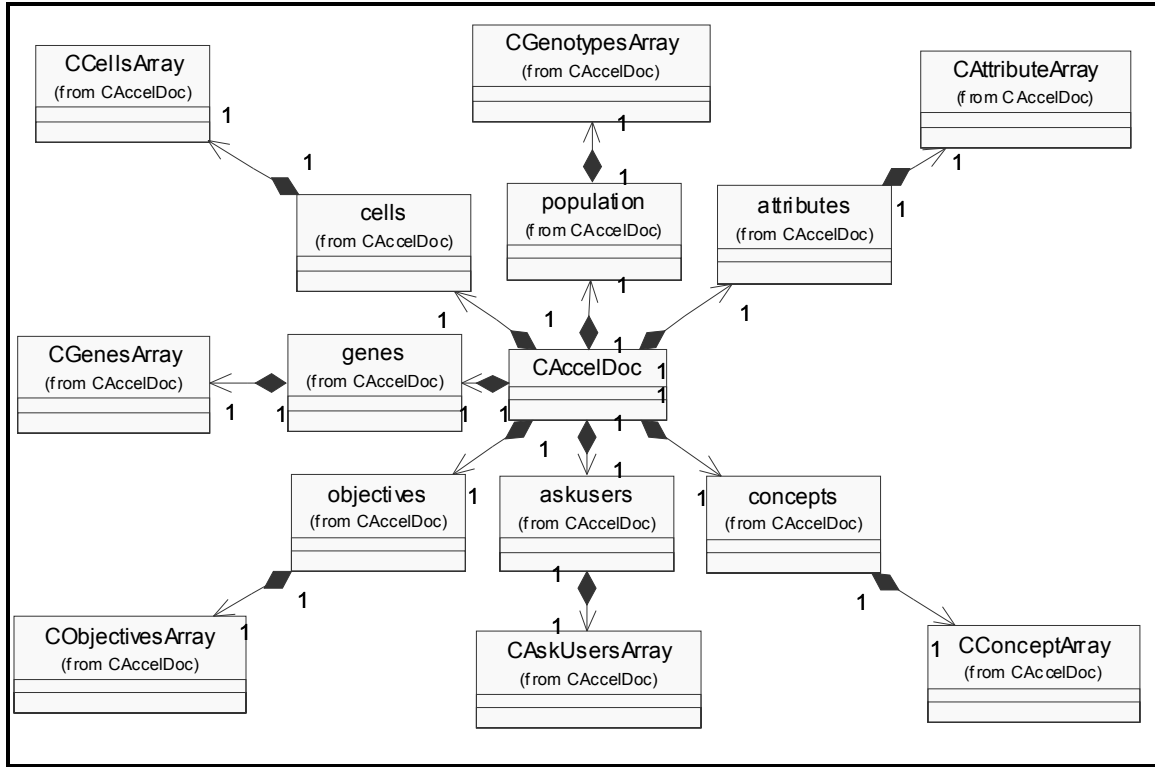 CCellsArray
(from CAccelDoc)
1
1
CGenotypesArray
(from CAccelDoc)
1
1
CAttributeArray
(from CAccelDoc)
1
1
cells
(from CAccelDoc)
1
1
population
(from CAccelDoc)
1
1
attributes
(from CAccelDoc)
1
1
CGenesArray
(from CAccelDoc)
1
1
genes
(from CAccelDoc)
1
1
CAccelDoc
objectives
(from CAccelDoc)
1
1
askusers
(from CAccelDoc)
1
1
concepts
(from CAccelDoc)
1
1
CObjectivesArray
(from CAccelDoc)
1
1
CAskUsersArray
(from CAccelDoc)
1
1
CConceptArray
(from CAccelDoc)
1
1